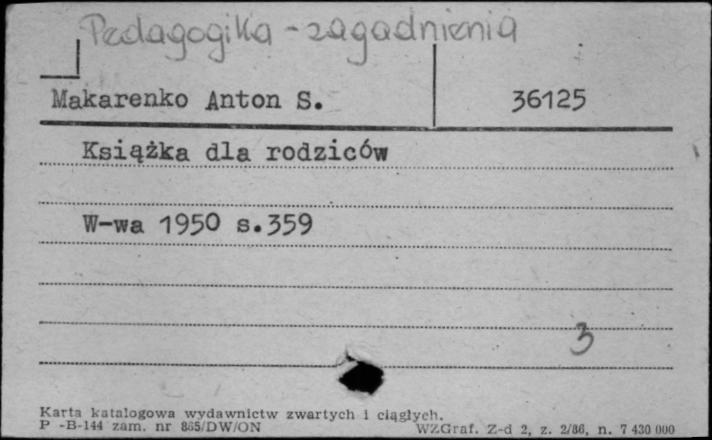 Pedagogika - zagadnienia
Makarenko Anton S. 36125
Książka dla rodziców
W-wa 1950 s.359
3
Karta katalogowa wydawnictw zwartych i ciągłych.
P -B-144 zam. nr 865/DW/ON WZGraf. Z-d 2, z. 2/86, n. 7 430 000